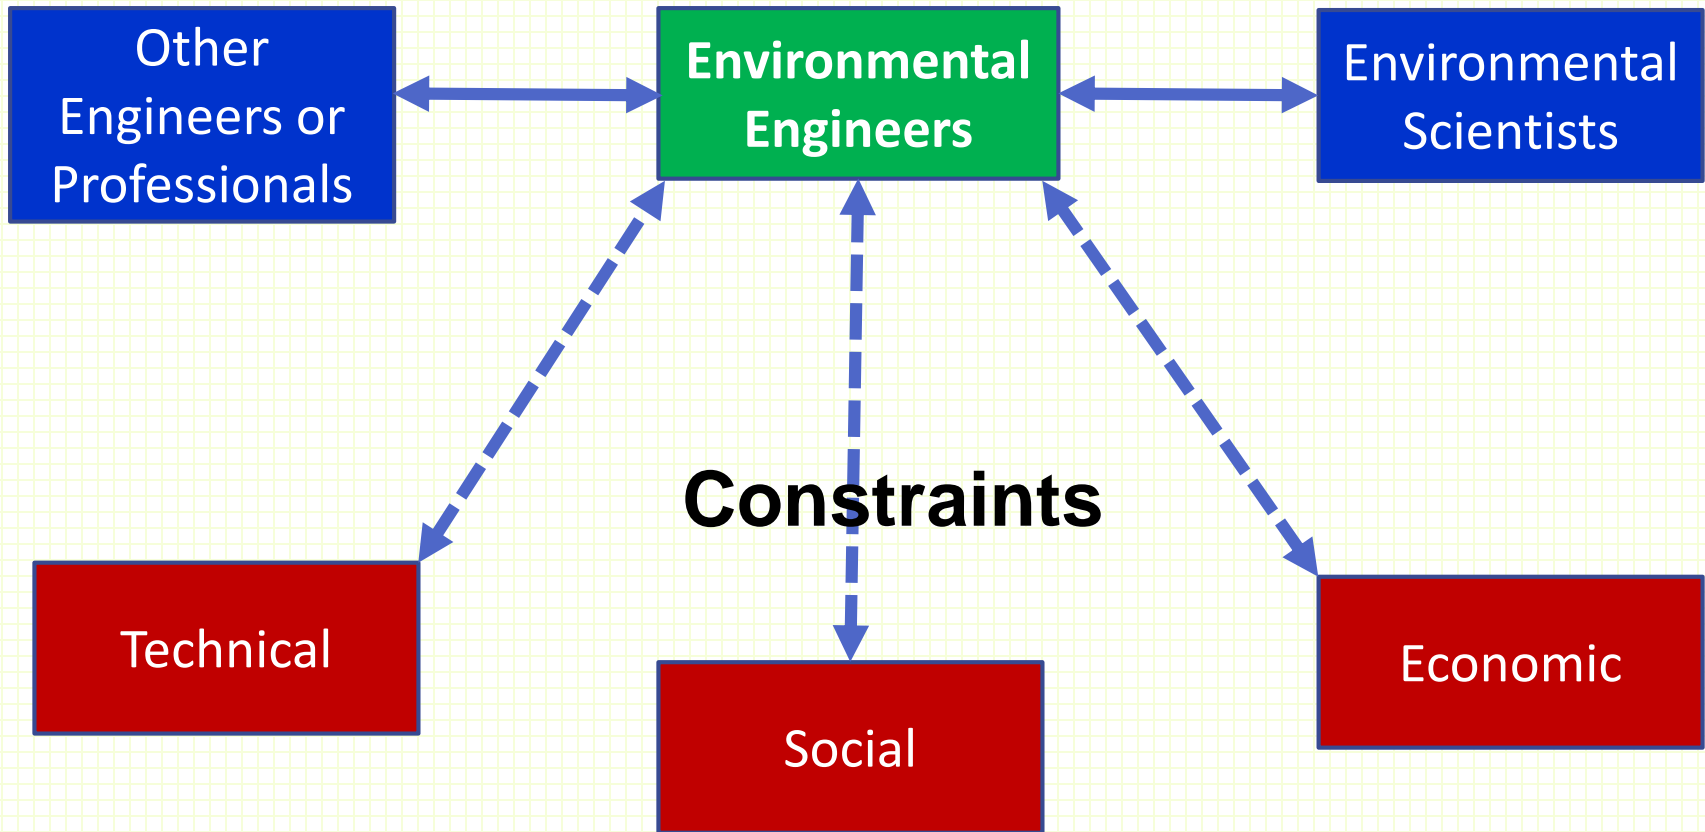 Other
Engineers or
Professionals
Environmental
Engineers
Environmental
Scientists
Constraints
Technical
Social
Economic